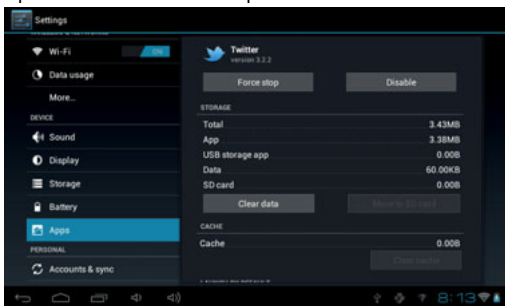 Settings
Wi-Fi
ON
Data usage
More...
DEVICE
Sound
Display
Storage
Battery
Apps
PERSONAL
Accounts & sync
Twitter
version 3.2.2
Force stop
Disable
STORAGE
Total 3.43MB
App 3.38MB
USB storage app 0.00B
Data 60.00KB
SD card 0.00B
Clear data
Move to SD card
CACHE
Cache 0.00B
Clear cache
8:13